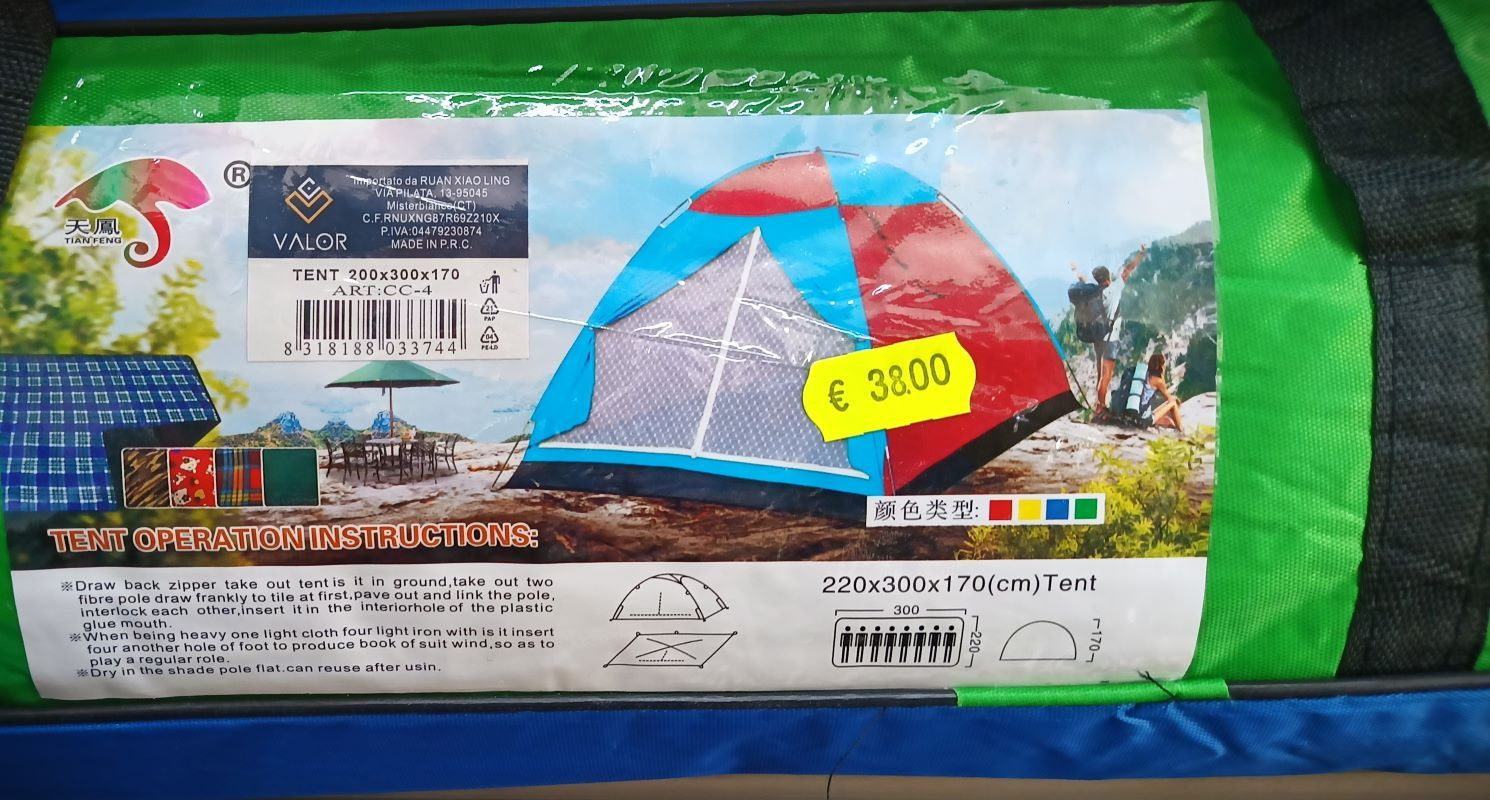 天鳳
TIAN FENG
®
VALOR
Importato da RUAN XIAO LING
VIA PILATA, 13-95045
Misterbianco(CT)
C.F.RNUXNG87R69Z210X
P.IVA:04479230874
MADE IN P.R.C.
TENT 200x300x170
ART:CC-4
8 318188 033744
21
PAP
04
PE-LD
€ 38.00
颜色类型:
TENT OPERATION INSTRUCTIONS:
※Draw back zipper take out tent is it in ground,take out two
fibre pole draw frankly to tile at first,pave out and link the pole,
interlock each other,insert it in the interiorhole of the plastic
glue mouth.
※When being heavy one light cloth four light iron with is it insert
four another hole of foot to produce book of suit wind,so as to
play a regular role.
※Dry in the shade pole flat.can reuse after usin.
220x300x170(cm)Tent
300
220
170